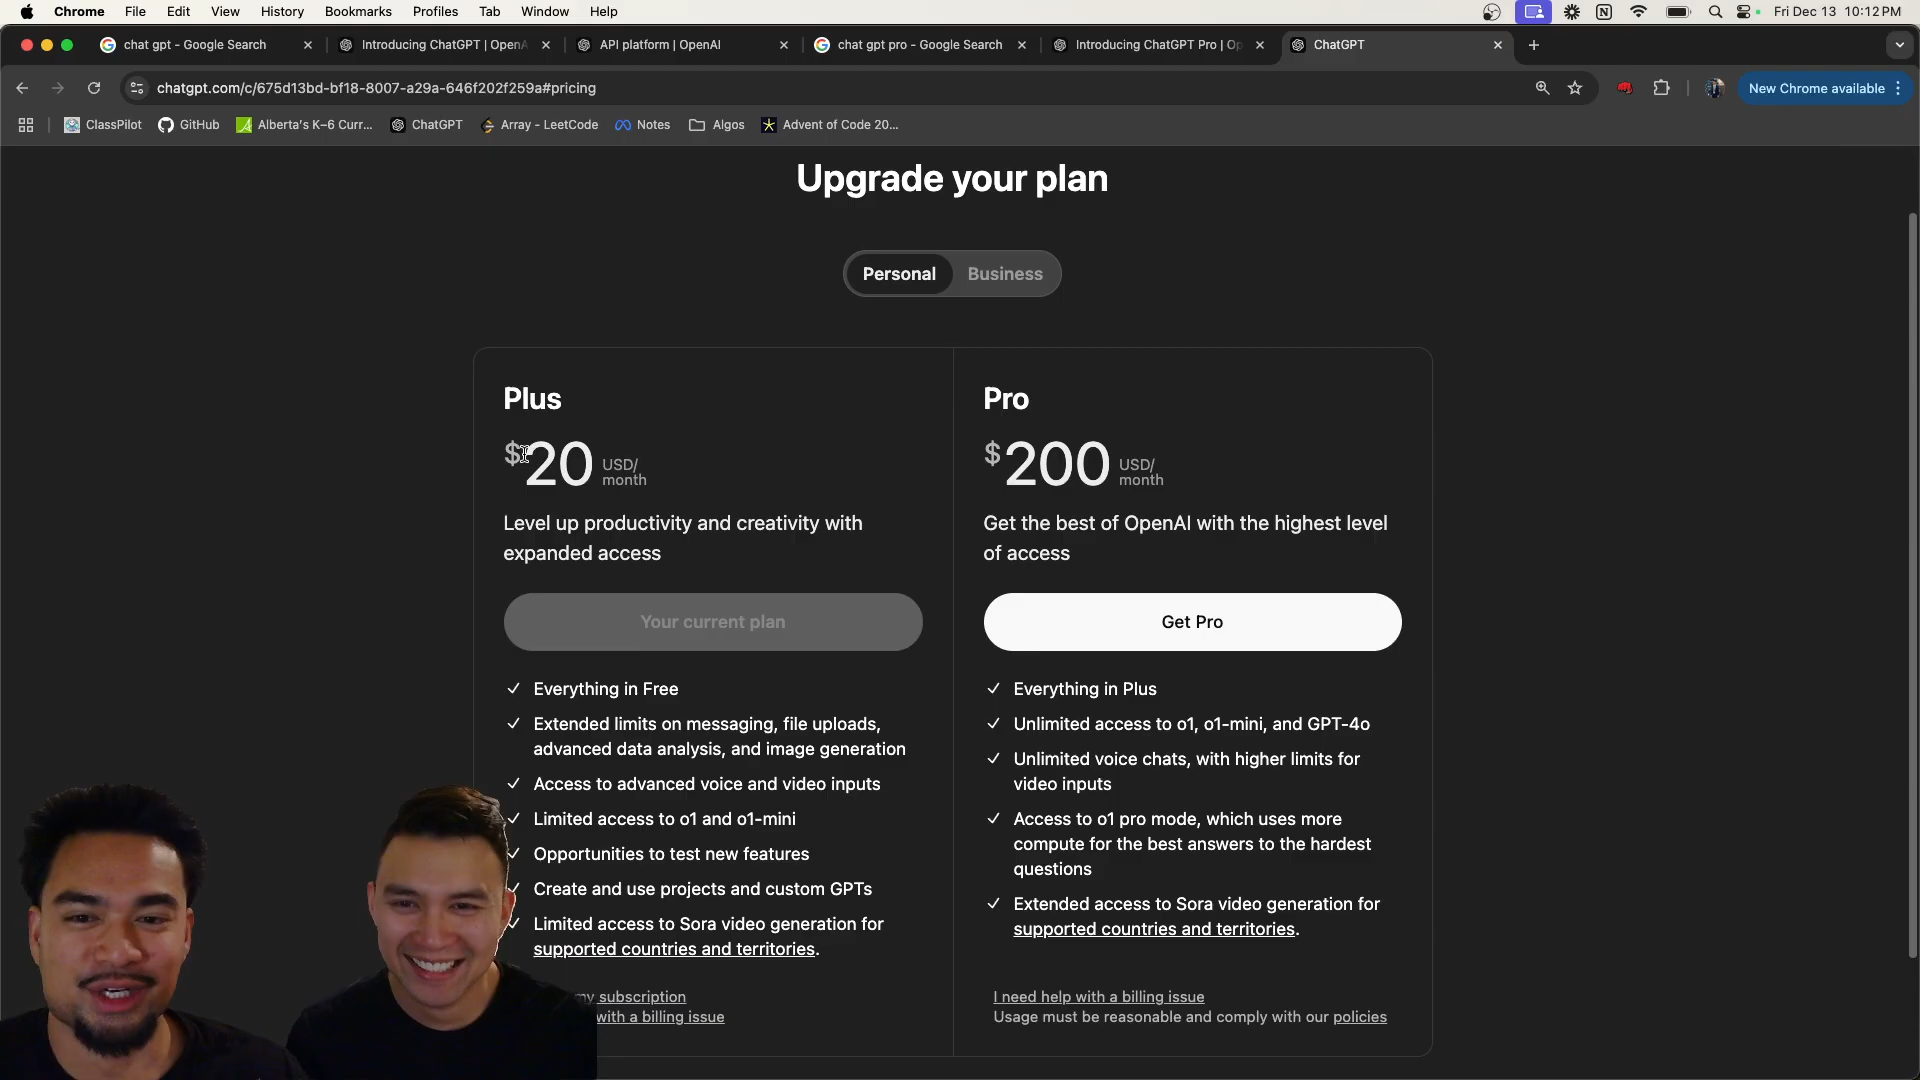 Chrome File Edit View History Bookmarks Profiles Tab Window Help Fri Dec 13 10:12 PM
chat gpt - Google Search Introducing ChatGPT | OpenA API platform | OpenAI chat gpt pro - Google Search Introducing ChatGPT Pro | Op ChatGPT
chatgpt.com/c/675d13bd-bf18-8007-a29a-646f202f259a#pricing New Chrome available
ClassPilot GitHub Alberta's K–6 Curr... ChatGPT Array - LeetCode Notes Algos Advent of Code 20...
Upgrade your plan
Personal Business
Plus
$20 USD/
month
Level up productivity and creativity with
expanded access
Your current plan
Everything in Free
Extended limits on messaging, file uploads,
advanced data analysis, and image generation
Access to advanced voice and video inputs
Limited access to o1 and o1-mini
Opportunities to test new features
Create and use projects and custom GPTs
Limited access to Sora video generation for
supported countries and territories.
my subscription
with a billing issue
Pro
$200 USD/
month
Get the best of OpenAI with the highest level
of access
Get Pro
Everything in Plus
Unlimited access to o1, o1-mini, and GPT-4o
Unlimited voice chats, with higher limits for
video inputs
Access to o1 pro mode, which uses more
compute for the best answers to the hardest
questions
Extended access to Sora video generation for
supported countries and territories.
I need help with a billing issue
Usage must be reasonable and comply with our policies